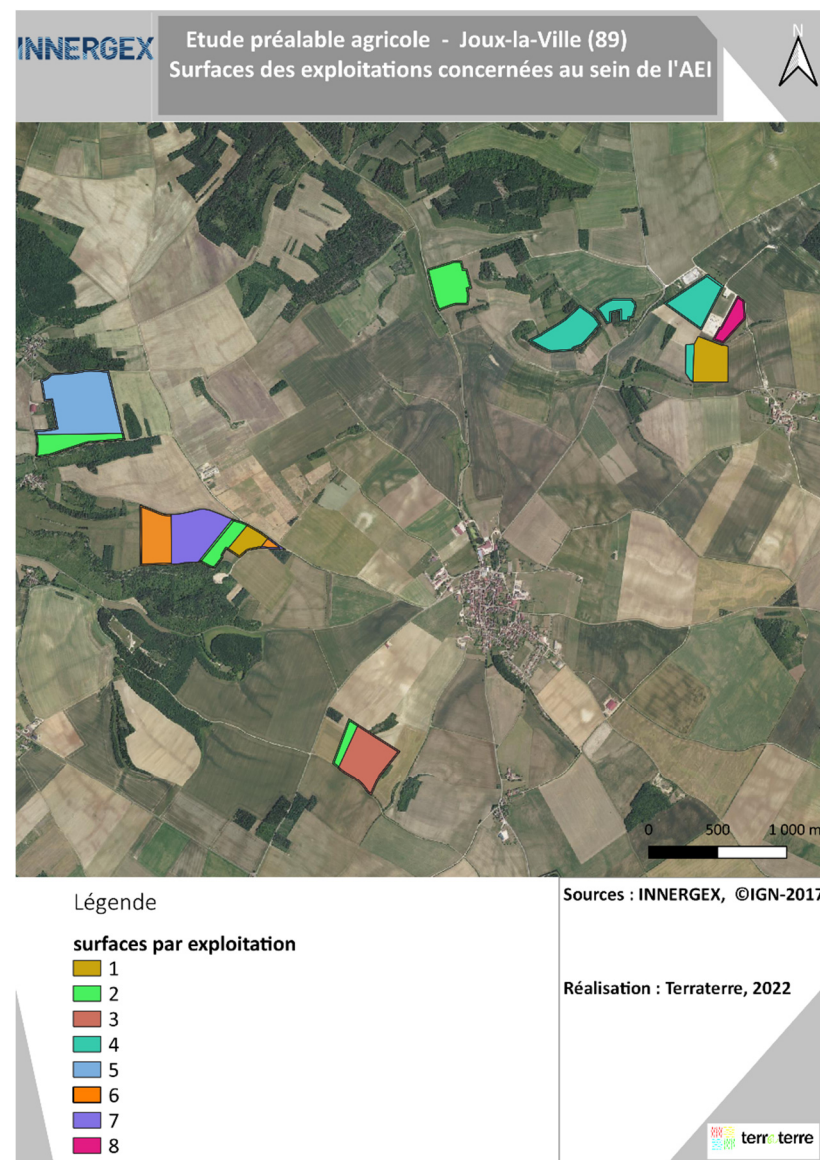 INNERGEX
Etude préalable agricole - Joux-la-Ville (89)
Surfaces des exploitations concernées au sein de l'AEI
N
0 500 1 000 m
Légende
surfaces par exploitation
1
2
3
4
5
6
7
8
Sources : INNERGEX, ©IGN-2017
Réalisation : Terraterre, 2022
terraterre